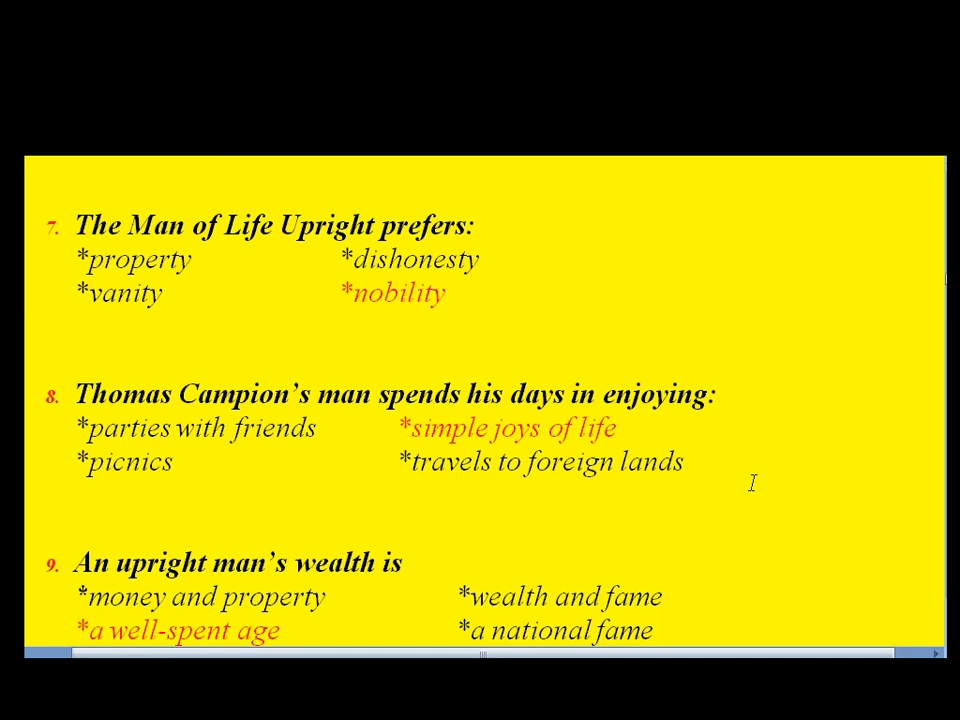 7. The Man of Life Upright prefers:
*property *dishonesty
*vanity *nobility
8. Thomas Campion's man spends his days in enjoying:
*parties with friends *simple joys of life
*picnics *travels to foreign lands
9. An upright man's wealth is
*money and property *wealth and fame
*a well-spent age *a national fame